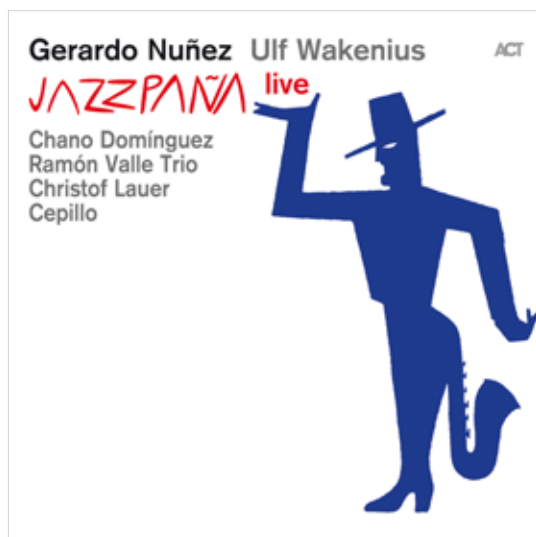 Gerardo Nuñez Ulf Wakenius
ACT
JAZZPAÑA live
Chano Domínguez
Ramón Valle Trio
Christof Lauer
Cepillo